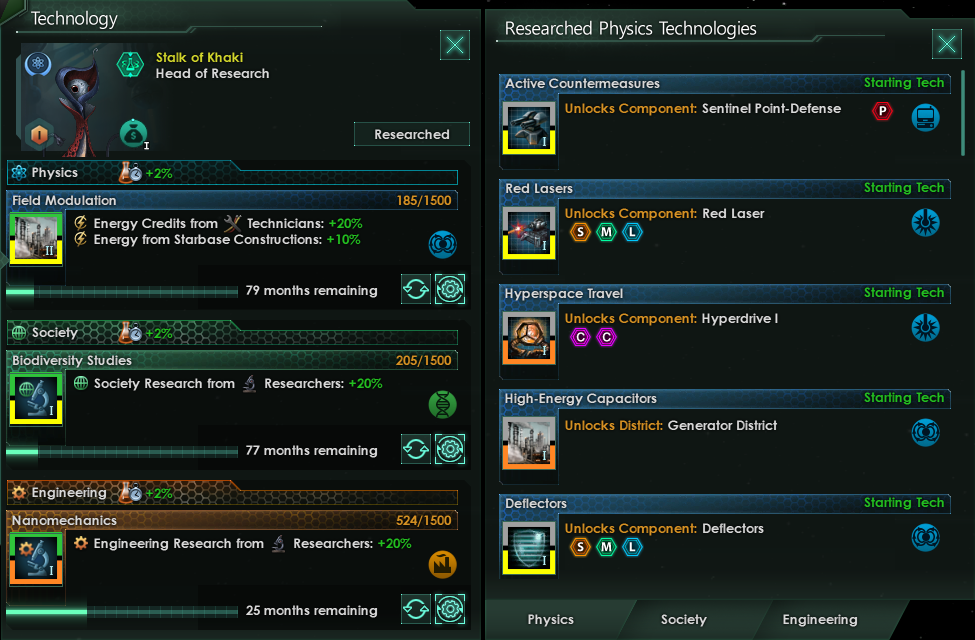 Technology
Stalk of Khaki
Head of Research
I
Researched
Physics +2%
Field Modulation 185/1500
Energy Credits from Technicians: +20%
Energy from Starbase Constructions: +10%
II
79 months remaining
Society +2%
Biodiversity Studies 205/1500
Society Research from Researchers: +20%
I
77 months remaining
Engineering +2%
Nanomechanics 524/1500
Engineering Research from Researchers: +20%
I
25 months remaining
Researched Physics Technologies
Active Countermeasures Starting Tech
Unlocks Component: Sentinel Point-Defense P
I
Red Lasers Starting Tech
Unlocks Component: Red Laser
S M L
I
Hyperspace Travel Starting Tech
Unlocks Component: Hyperdrive I
C C
I
High-Energy Capacitors Starting Tech
Unlocks District: Generator District
I
Deflectors Starting Tech
Unlocks Component: Deflectors
S M L
I
Physics Society Engineering